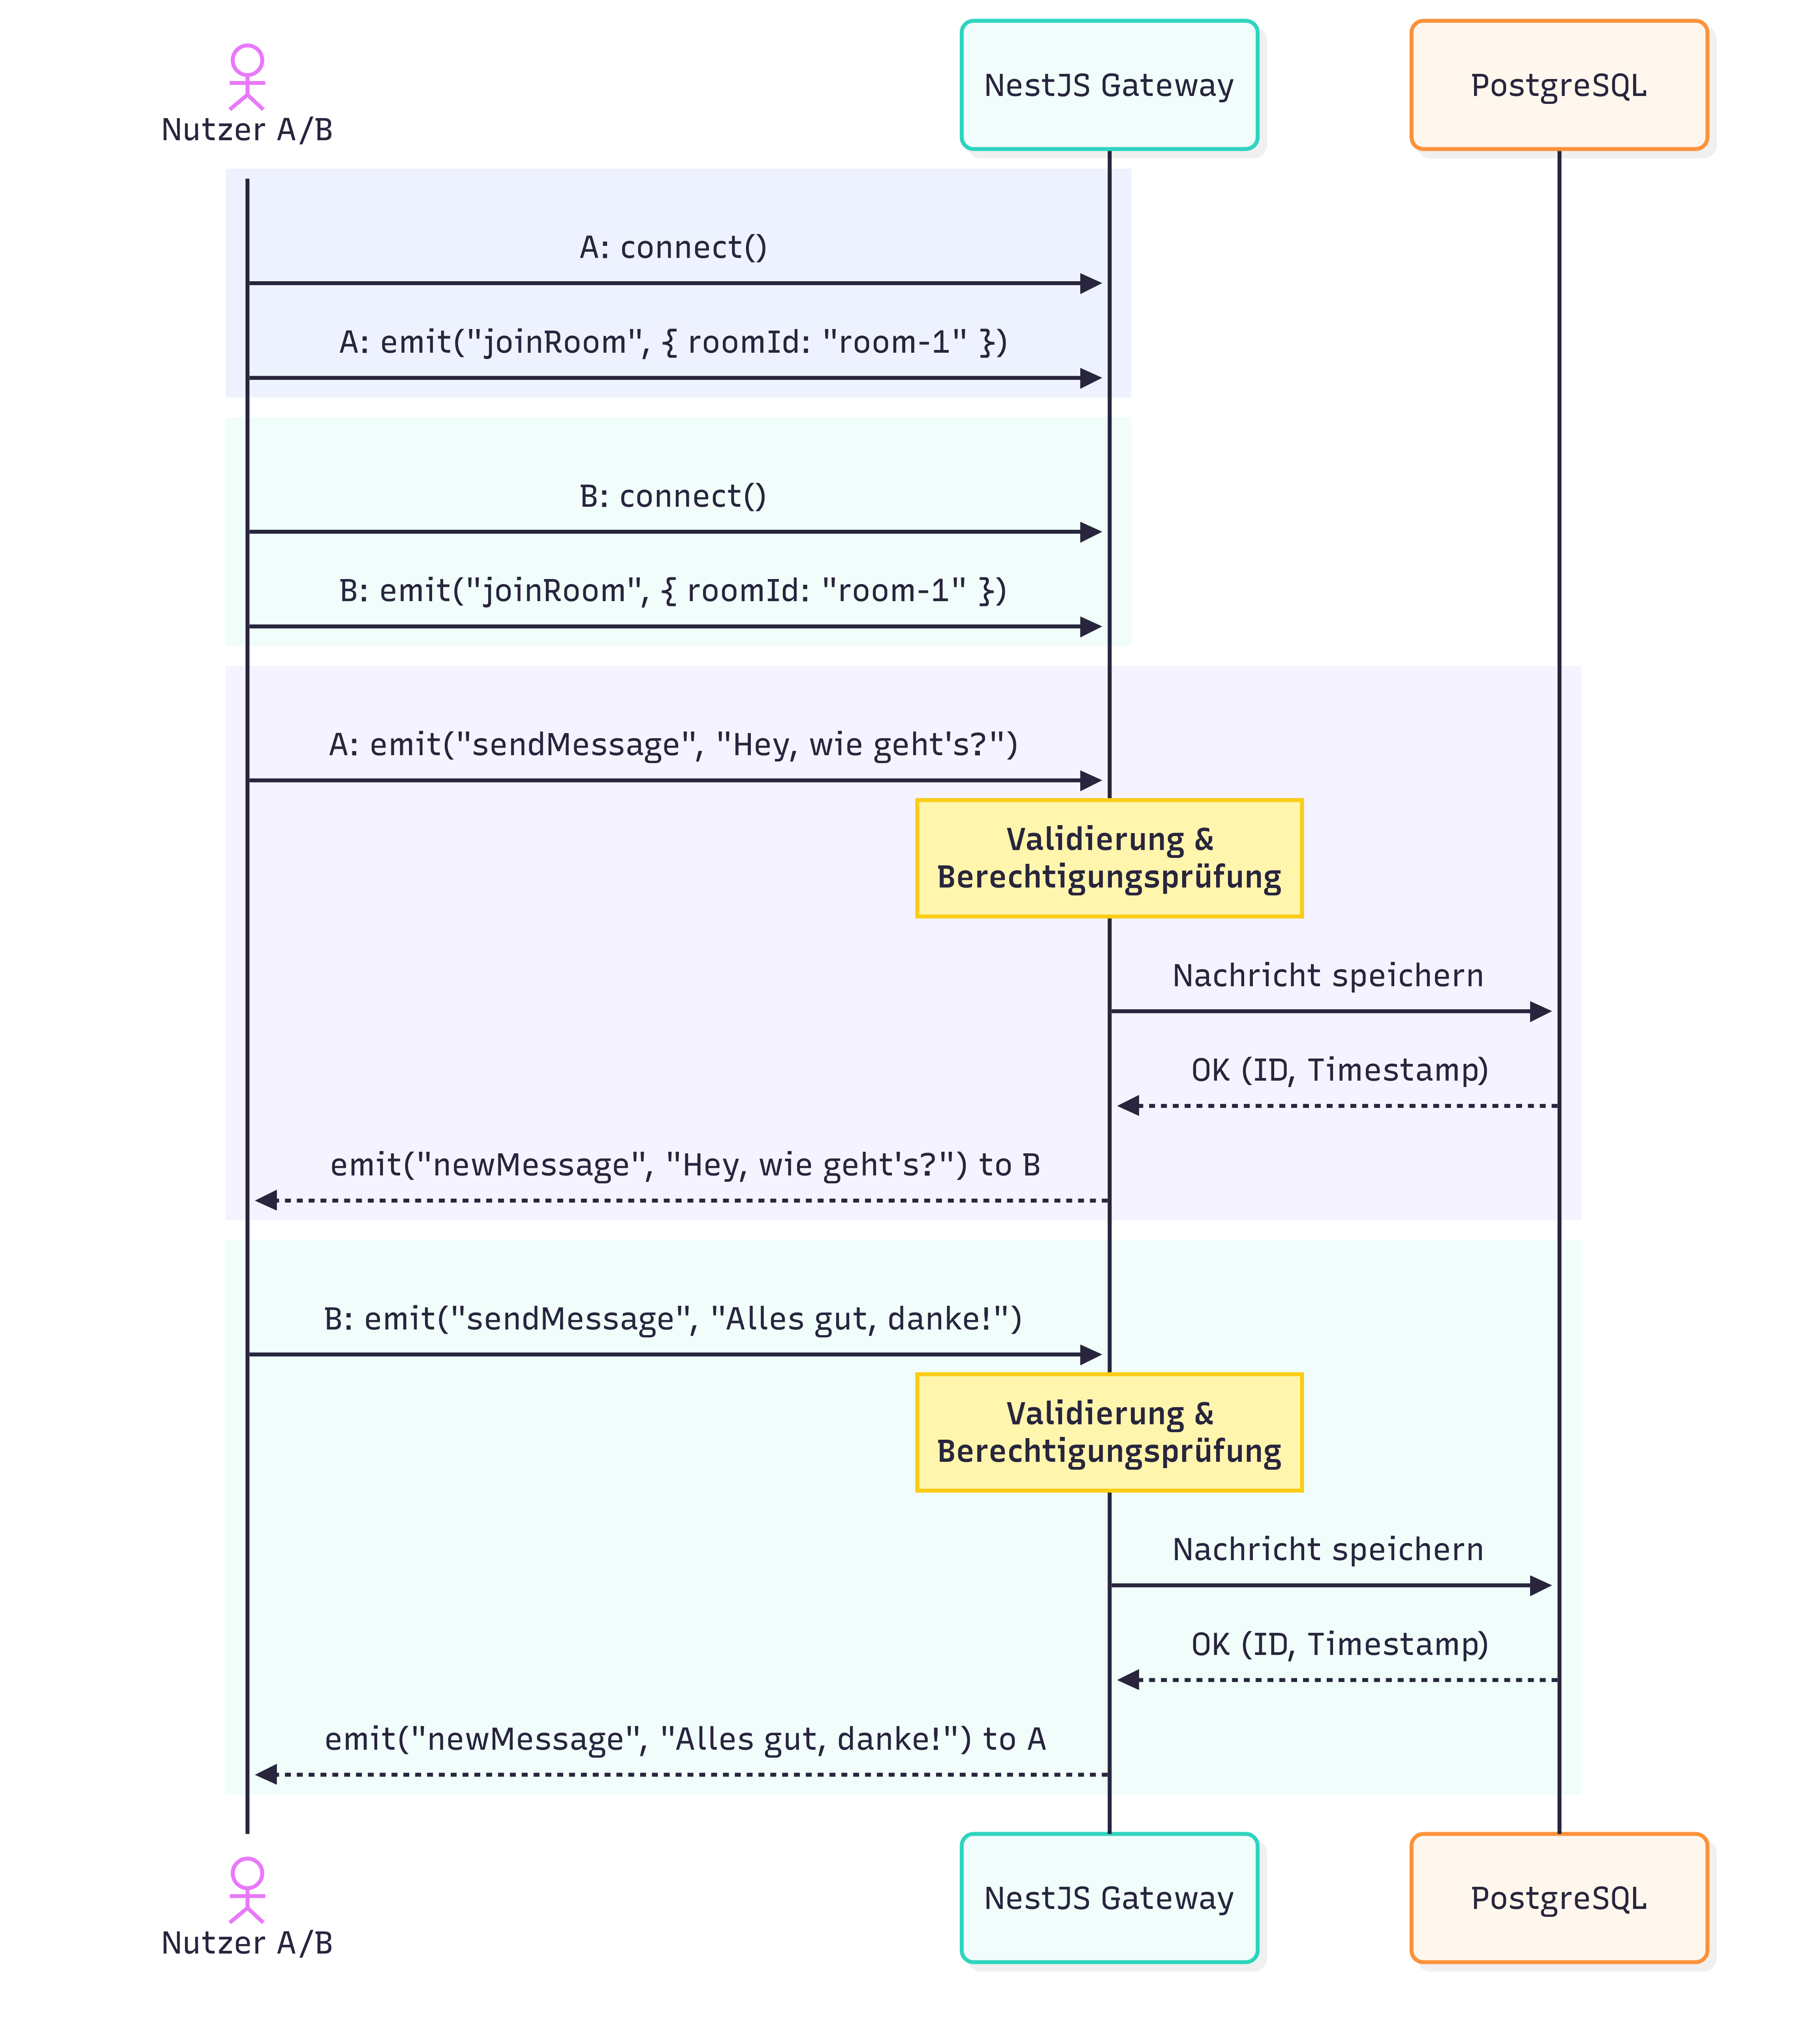 Nutzer A/B
NestJS Gateway
PostgreSQL
A: connect()
A: emit("joinRoom", { roomId: "room-1" })
B: connect()
B: emit("joinRoom", { roomId: "room-1" })
A: emit("sendMessage", "Hey, wie geht's?")
Validierung &
Berechtigungsprüfung
Nachricht speichern
OK (ID, Timestamp)
emit("newMessage", "Hey, wie geht's?") to B
B: emit("sendMessage", "Alles gut, danke!")
Validierung &
Berechtigungsprüfung
Nachricht speichern
OK (ID, Timestamp)
emit("newMessage", "Alles gut, danke!") to A
Nutzer A/B
NestJS Gateway
PostgreSQL